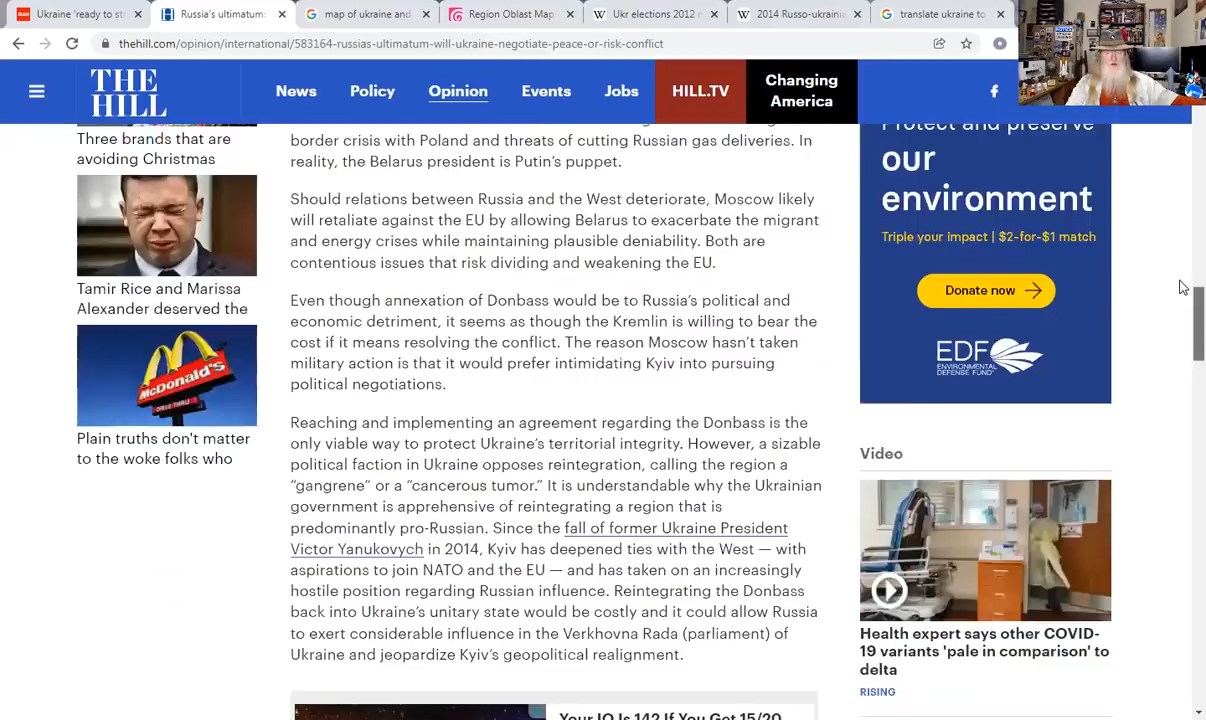 Ukraine 'ready to st
Russia's ultimatum:
map of ukraine and
Region Oblast Map
Ukr elections 2012 r
2014 Russo-ukraini
translate ukraine to
thehill.com/opinion/international/583164-russias-ultimatum-will-ukraine-negotiate-peace-or-risk-conflict
THE
HILL
News
Policy
Opinion
Events
Jobs
HILL.TV
Changing
America
Three brands that are
avoiding Christmas
Tamir Rice and Marissa
Alexander deserved the
McDonald's
DRIVE-THRU
Plain truths don't matter
to the woke folks who
border crisis with Poland and threats of cutting Russian gas deliveries. In
reality, the Belarus president is Putin's puppet.
Should relations between Russia and the West deteriorate, Moscow likely
will retaliate against the EU by allowing Belarus to exacerbate the migrant
and energy crises while maintaining plausible deniability. Both are
contentious issues that risk dividing and weakening the EU.
Even though annexation of Donbass would be to Russia's political and
economic detriment, it seems as though the Kremlin is willing to bear the
cost if it means resolving the conflict. The reason Moscow hasn't taken
military action is that it would prefer intimidating Kyiv into pursuing
political negotiations.
Reaching and implementing an agreement regarding the Donbass is the
only viable way to protect Ukraine's territorial integrity. However, a sizable
political faction in Ukraine opposes reintegration, calling the region a
“gangrene” or a “cancerous tumor.” It is understandable why the Ukrainian
government is apprehensive of reintegrating a region that is
predominantly pro-Russian. Since the fall of former Ukraine President
Victor Yanukovych in 2014, Kyiv has deepened ties with the West — with
aspirations to join NATO and the EU — and has taken on an increasingly
hostile position regarding Russian influence. Reintegrating the Donbass
back into Ukraine's unitary state would be costly and it could allow Russia
to exert considerable influence in the Verkhovna Rada (parliament) of
Ukraine and jeopardize Kyiv's geopolitical realignment.
Your IQ Is 142 If You Get 15/20
Protect and preserve
our
environment
Triple your impact | $2-for-$1 match
Donate now
EDF
ENVIRONMENTAL
DEFENSE FUND
Video
Health expert says other COVID-
19 variants 'pale in comparison' to
delta
RISING